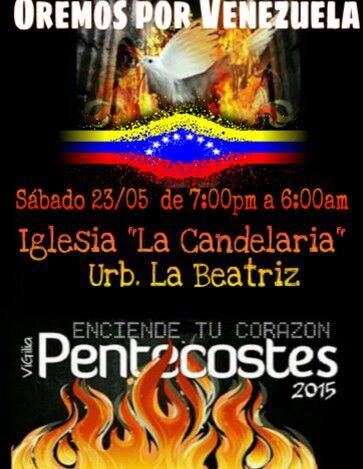 OREMOS POR VENEZUELA
Sábado 23/05 de 7:00pm a 6:00am
Iglesia "La Candelaria"
Urb. La Beatriz
ENCIENDE TU CORAZON
Vigilia
Pentecostes
2015